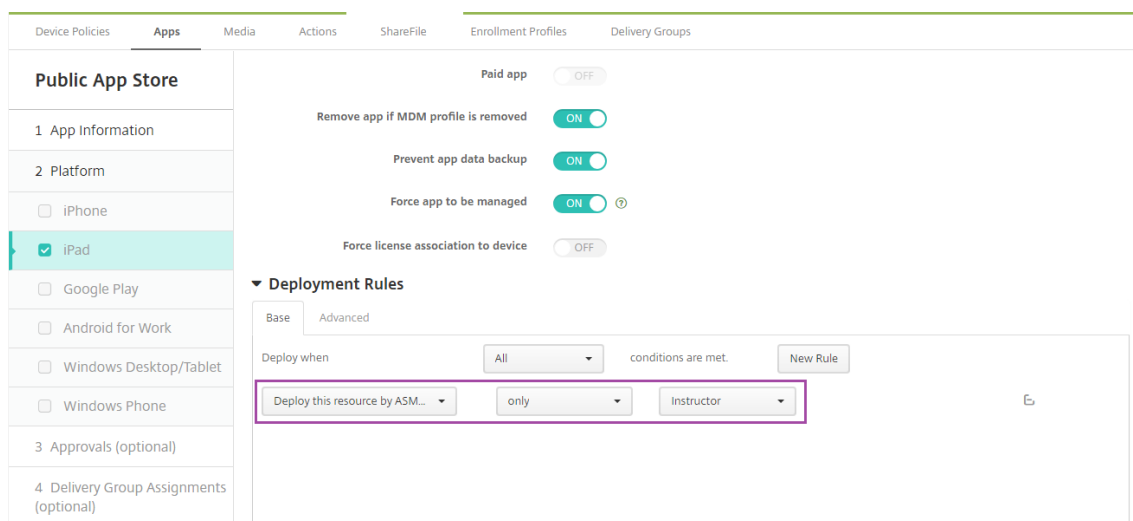 Device Policies Apps Media Actions ShareFile Enrollment Profiles Delivery Groups
Public App Store
1 App Information
2 Platform
iPhone
iPad
Google Play
Android for Work
Windows Desktop/Tablet
Windows Phone
3 Approvals (optional)
4 Delivery Group Assignments
(optional)
Paid app OFF
Remove app if MDM profile is removed ON
Prevent app data backup ON
Force app to be managed ON ?
Force license association to device OFF
Deployment Rules
Base Advanced
Deploy when All conditions are met. New Rule
Deploy this resource by ASM... only Instructor